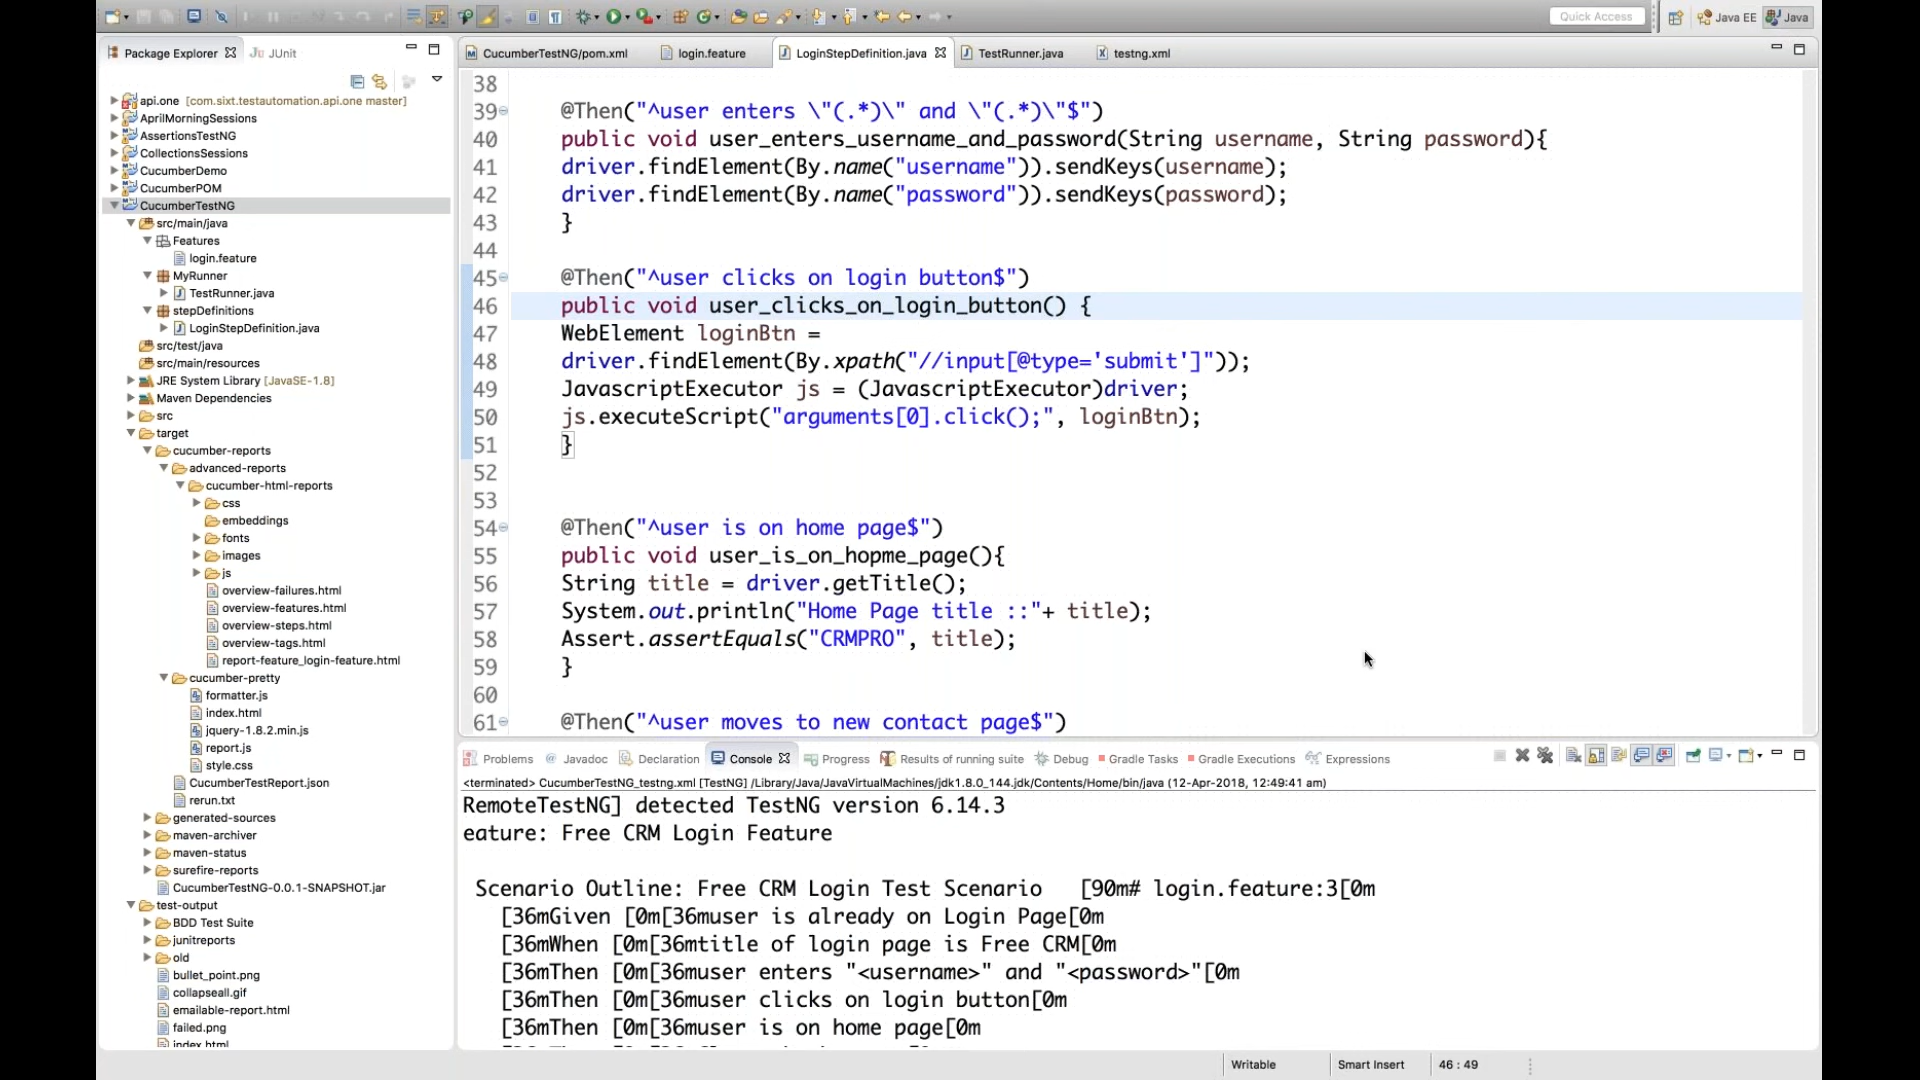 Quick Access
Java EE
Java
Package Explorer
JUnit
CucumberTestNG/pom.xml
login.feature
LoginStepDefinition.java
TestRunner.java
testng.xml
api.one [com.sixt.testautomation.api.one master]
AprilMorningSessions
AssertionsTestNG
CollectionsSessions
CucumberDemo
CucumberPOM
CucumberTestNG
src/main/java
Features
login.feature
MyRunner
TestRunner.java
stepDefinitions
LoginStepDefinition.java
src/test/java
src/main/resources
JRE System Library [JavaSE-1.8]
Maven Dependencies
src
target
cucumber-reports
advanced-reports
cucumber-html-reports
css
embeddings
fonts
images
js
overview-failures.html
overview-features.html
overview-steps.html
overview-tags.html
report-feature_login-feature.html
cucumber-pretty
formatter.js
index.html
jquery-1.8.2.min.js
report.js
style.css
CucumberTestReport.json
rerun.txt
generated-sources
maven-archiver
maven-status
surefire-reports
CucumberTestNG-0.0.1-SNAPSHOT.jar
test-output
BDD Test Suite
junitreports
old
bullet_point.png
collapseall.gif
emailable-report.html
failed.png
index.html
38
39 @Then("^user enters \"(.*)\" and \"(.*)\"$")
40 public void user_enters_username_and_password(String username, String password){
41 driver.findElement(By.name("username")).sendKeys(username);
42 driver.findElement(By.name("password")).sendKeys(password);
43 }
44
45 @Then("^user clicks on login button$")
46 public void user_clicks_on_login_button() {
47 WebElement loginBtn =
48 driver.findElement(By.xpath("//input[@type='submit']"));
49 JavascriptExecutor js = (JavascriptExecutor)driver;
50 js.executeScript("arguments[0].click();", loginBtn);
51 }
52
53
54 @Then("^user is on home page$")
55 public void user_is_on_hopme_page(){
56 String title = driver.getTitle();
57 System.out.println("Home Page title ::"+ title);
58 Assert.assertEquals("CRMPRO", title);
59 }
60
61 @Then("^user moves to new contact page$")
Problems
Javadoc
Declaration
Console
Progress
Results of running suite
Debug
Gradle Tasks
Gradle Executions
Expressions
<terminated> CucumberTestNG_testng.xml [TestNG] /Library/Java/JavaVirtualMachines/jdk1.8.0_144.jdk/Contents/Home/bin/java (12-Apr-2018, 12:49:41 am)
RemoteTestNG] detected TestNG version 6.14.3
eature: Free CRM Login Feature
Scenario Outline: Free CRM Login Test Scenario [90m# login.feature:3[0m
[36mGiven [0m[36muser is already on Login Page[0m
[36mWhen [0m[36mtitle of login page is Free CRM[0m
[36mThen [0m[36muser enters "<username>" and "<password>"[0m
[36mThen [0m[36muser clicks on login button[0m
[36mThen [0m[36muser is on home page[0m
Writable
Smart Insert
46 : 49